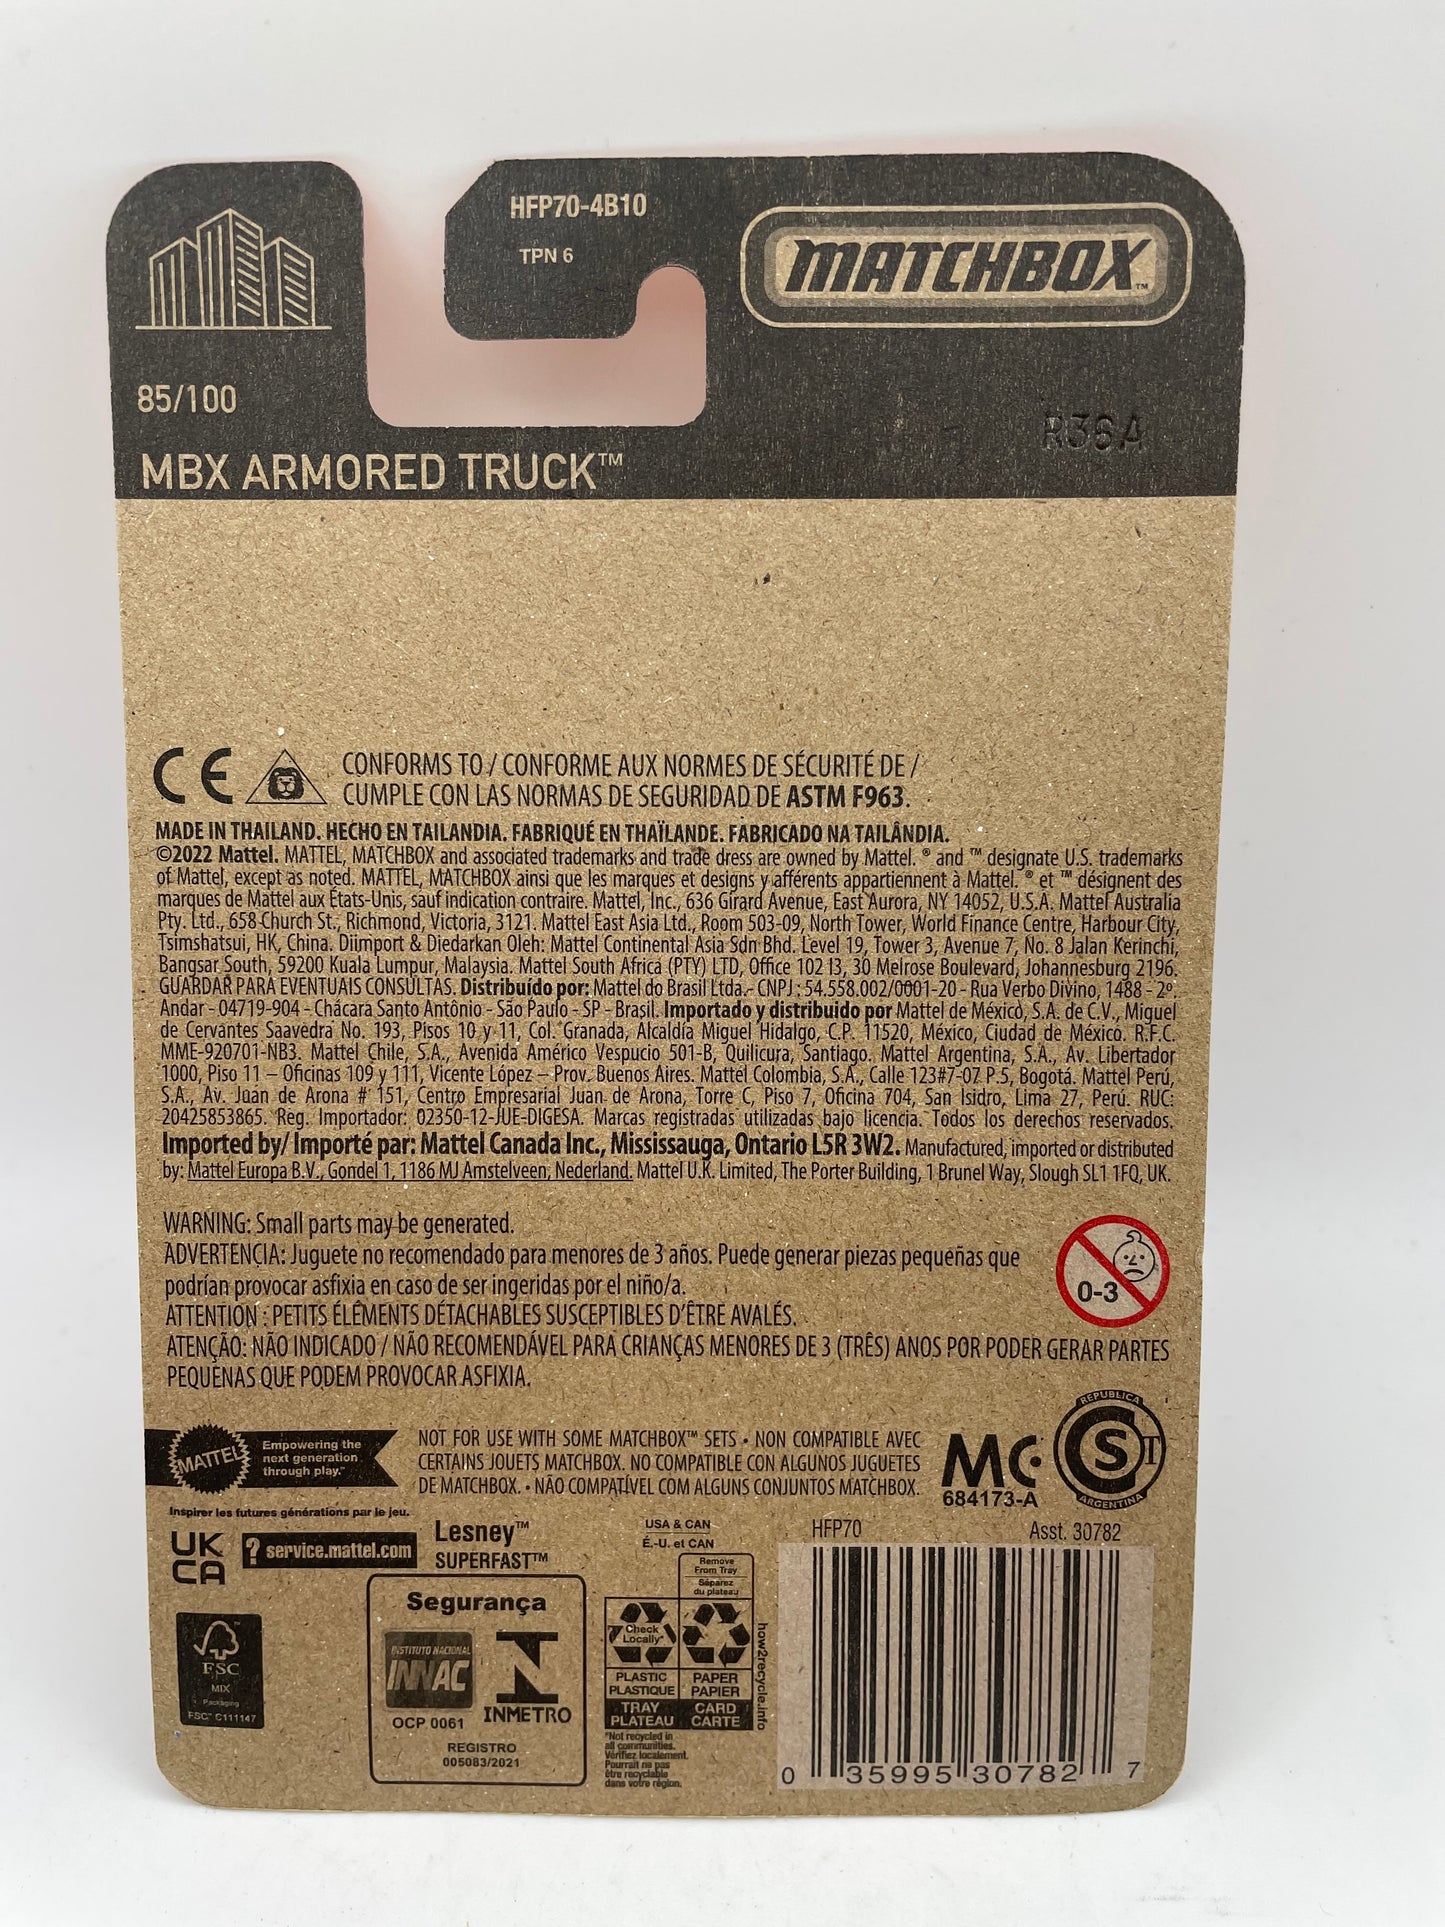 HFP70-4B10
TPN 6
MATCHBOX™
85/100
R36A
MBX ARMORED TRUCK™
CE
CONFORMS TO / CONFORME AUX NORMES DE SÉCURITÉ DE /
CUMPLE CON LAS NORMAS DE SEGURIDAD DE ASTM F963.
MADE IN THAILAND. HECHO EN TAILANDIA. FABRIQUÉ EN THAÏLANDE. FABRICADO NA TAILÂNDIA.
©2022 Mattel. MATTEL, MATCHBOX and associated trademarks and trade dress are owned by Mattel. ® and ™ designate U.S. trademarks
of Mattel, except as noted. MATTEL, MATCHBOX ainsi que les marques et designs y afférents appartiennent à Mattel. ® et ™ désignent des
marques de Mattel aux États-Unis, sauf indication contraire. Mattel, Inc., 636 Girard Avenue, East Aurora, NY 14052, U.S.A. Mattel Australia
Pty. Ltd., 658 Church St., Richmond, Victoria, 3121. Mattel East Asia Ltd., Room 503-09, North Tower, World Finance Centre, Harbour City,
Tsimshatsui, HK, China. Diimport & Diedarkan Oleh: Mattel Continental Asia Sdn Bhd. Level 19, Tower 3, Avenue 7, No. 8 Jalan Kerinchi,
Bangsar South, 59200 Kuala Lumpur, Malaysia. Mattel South Africa (PTY) LTD, Office 102 I3, 30 Melrose Boulevard, Johannesburg 2196.
GUARDAR PARA EVENTUAIS CONSULTAS. Distribuído por: Mattel do Brasil Ltda.- CNPJ : 54.558.002/0001-20 - Rua Verbo Divino, 1488 - 2º.
Andar - 04719-904 - Chácara Santo Antônio - São Paulo - SP - Brasil. Importado y distribuido por Mattel de México, S.A. de C.V., Miguel
de Cervantes Saavedra No. 193, Pisos 10 y 11, Col. Granada, Alcaldía Miguel Hidalgo, C.P. 11520, México, Ciudad de México. R.F.C.
MME-920701-NB3. Mattel Chile, S.A., Avenida Américo Vespucio 501-B, Quilicura, Santiago. Mattel Argentina, S.A., Av. Libertador
1000, Piso 11 – Oficinas 109 y 111, Vicente López – Prov. Buenos Aires. Mattel Colombia, S.A., Calle 123#7-07 P.5, Bogotá. Mattel Perú,
S.A., Av. Juan de Arona # 151, Centro Empresarial Juan de Arona, Torre C, Piso 7, Oficina 704, San Isidro, Lima 27, Perú. RUC:
20425853865. Reg. Importador: 02350-12-JUE-DIGESA. Marcas registradas utilizadas bajo licencia. Todos los derechos reservados.
Imported by/ Importé par: Mattel Canada Inc., Mississauga, Ontario L5R 3W2. Manufactured, imported or distributed
by: Mattel Europa B.V., Gondel 1, 1186 MJ Amstelveen, Nederland. Mattel U.K. Limited, The Porter Building, 1 Brunel Way, Slough SL1 1FQ, UK.
WARNING: Small parts may be generated.
ADVERTENCIA: Juguete no recomendado para menores de 3 años. Puede generar piezas pequeñas que
podrían provocar asfixia en caso de ser ingeridas por el niño/a.
ATTENTION : PETITS ÉLÉMENTS DÉTACHABLES SUSCEPTIBLES D'ÊTRE AVALÉS.
ATENÇÃO: NÃO INDICADO / NÃO RECOMENDÁVEL PARA CRIANÇAS MENORES DE 3 (TRÊS) ANOS POR PODER GERAR PARTES
PEQUENAS QUE PODEM PROVOCAR ASFIXIA.
0-3
MATTEL
Empowering the
next generation
through play.™
Inspirer les futures générations par le jeu.
NOT FOR USE WITH SOME MATCHBOX™ SETS • NON COMPATIBLE AVEC
CERTAINS JOUETS MATCHBOX. NO COMPATIBLE CON ALGUNOS JUGUETES
DE MATCHBOX. • NÃO COMPATÍVEL COM ALGUNS CONJUNTOS MATCHBOX.
MC
684173-A
REPUBLICA
S T
ARGENTINA
UK
CA
? service.mattel.com
Lesney™
SUPERFAST™
USA & CAN
É.-U. et CAN
Remove
From Tray
Séparez
du plateau
Check
Locally*
PLASTIC
PLASTIQUE
TRAY
PLATEAU
PAPER
PAPIER
CARD
CARTE
how2recycle.info
*Not recycled in
all communities.
Vérifiez localement.
Pourrait ne pas
être recyclable
dans votre région.
HFP70
Asst. 30782
Segurança
INSTITUTO NACIONAL
INNAC
OCP 0061
INMETRO
REGISTRO
005083/2021
FSC
MIX
Packaging
FSC™ C111147
0 35995 30782 7